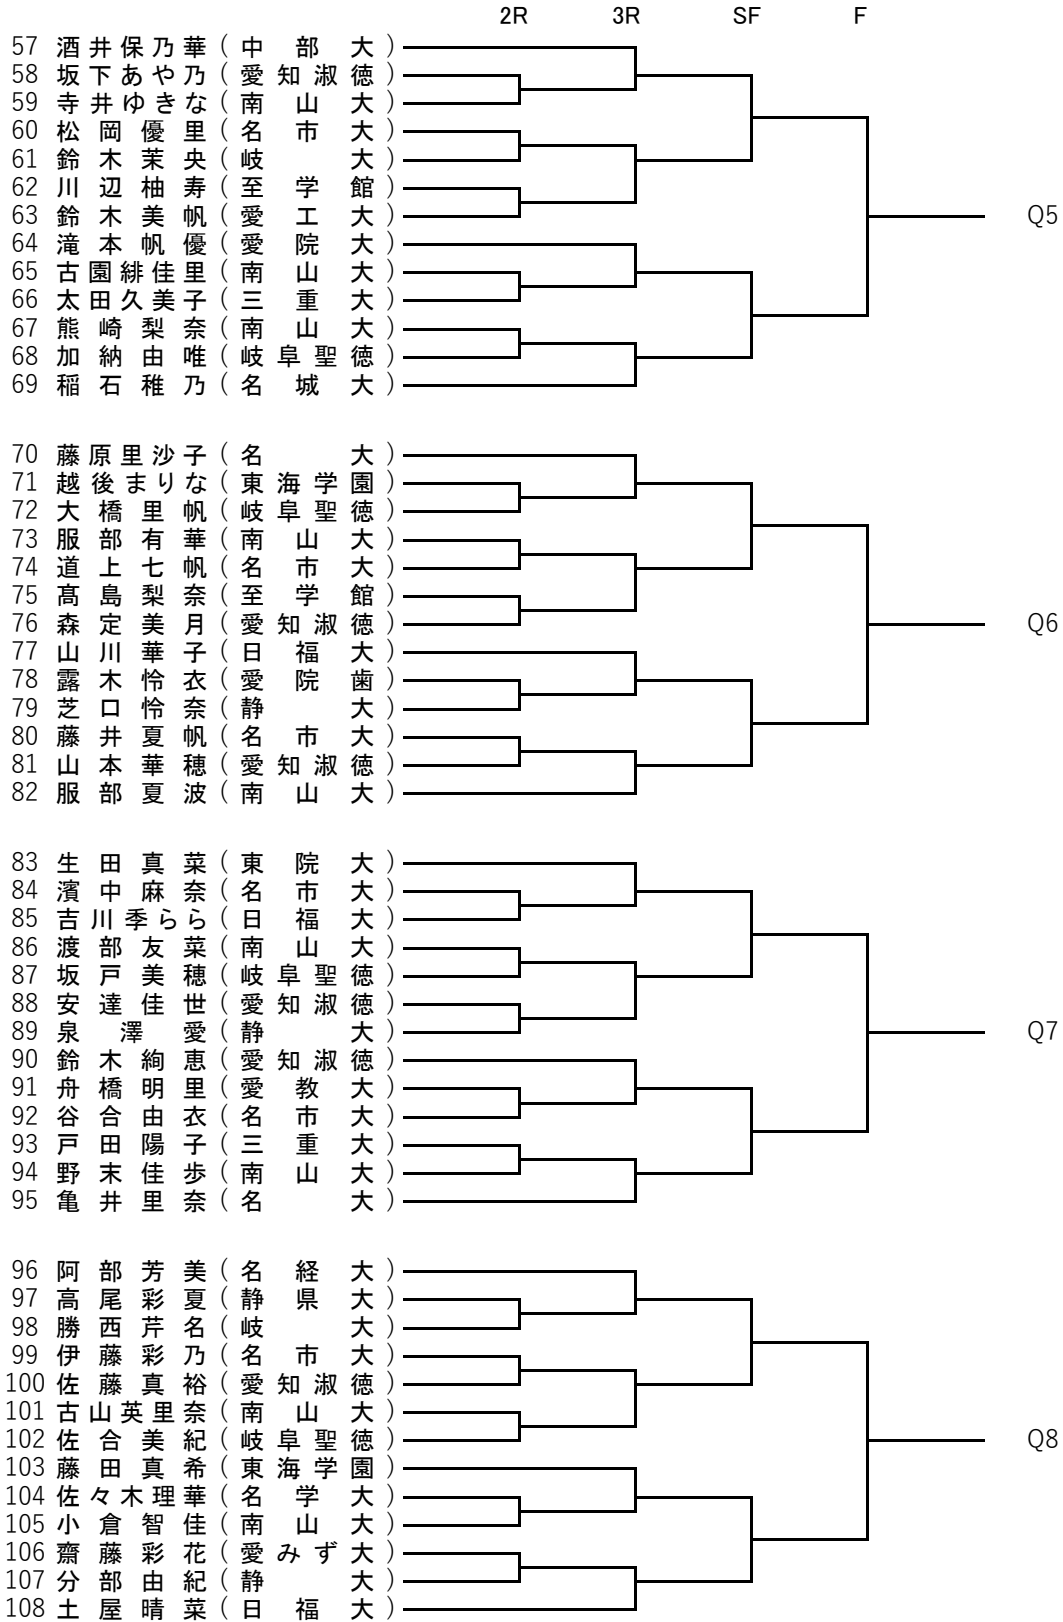 2R 3R SF F
57 酒井保乃華(中部大)
58 坂下あや乃(愛知淑徳)
59 寺井ゆきな(南山大)
60 松岡優里(名市大)
61 鈴木茉央(岐大)
62 川辺柚寿(至学館)
63 鈴木美帆(愛工大) Q5
64 滝本帆優(愛院大)
65 古園緋佳里(南山大)
66 太田久美子(三重大)
67 熊崎梨奈(南山大)
68 加納由唯(岐阜聖徳)
69 稲石稚乃(名城大)
70 藤原里沙子(名大)
71 越後まりな(東海学園)
72 大橋里帆(岐阜聖徳)
73 服部有華(南山大)
74 道上七帆(名市大)
75 髙島梨奈(至学館)
76 森定美月(愛知淑徳) Q6
77 山川華子(日福大)
78 露木怜衣(愛院歯)
79 芝口怜奈(静大)
80 藤井夏帆(名市大)
81 山本華穂(愛知淑徳)
82 服部夏波(南山大)
83 生田真菜(東院大)
84 濱中麻奈(名市大)
85 吉川季らら(日福大)
86 渡部友菜(南山大)
87 坂戸美穂(岐阜聖徳)
88 安達佳世(愛知淑徳)
89 泉澤愛(静大) Q7
90 鈴木絢恵(愛知淑徳)
91 舟橋明里(愛教大)
92 谷合由衣(名市大)
93 戸田陽子(三重大)
94 野末佳歩(南山大)
95 亀井里奈(名大)
96 阿部芳美(名経大)
97 高尾彩夏(静県大)
98 勝西芹名(岐大)
99 伊藤彩乃(名市大)
100 佐藤真裕(愛知淑徳)
101 古山英里奈(南山大)
102 佐合美紀(岐阜聖徳) Q8
103 藤田真希(東海学園)
104 佐々木理華(名学大)
105 小倉智佳(南山大)
106 齋藤彩花(愛みず大)
107 分部由紀(静大)
108 土屋晴菜(日福大)